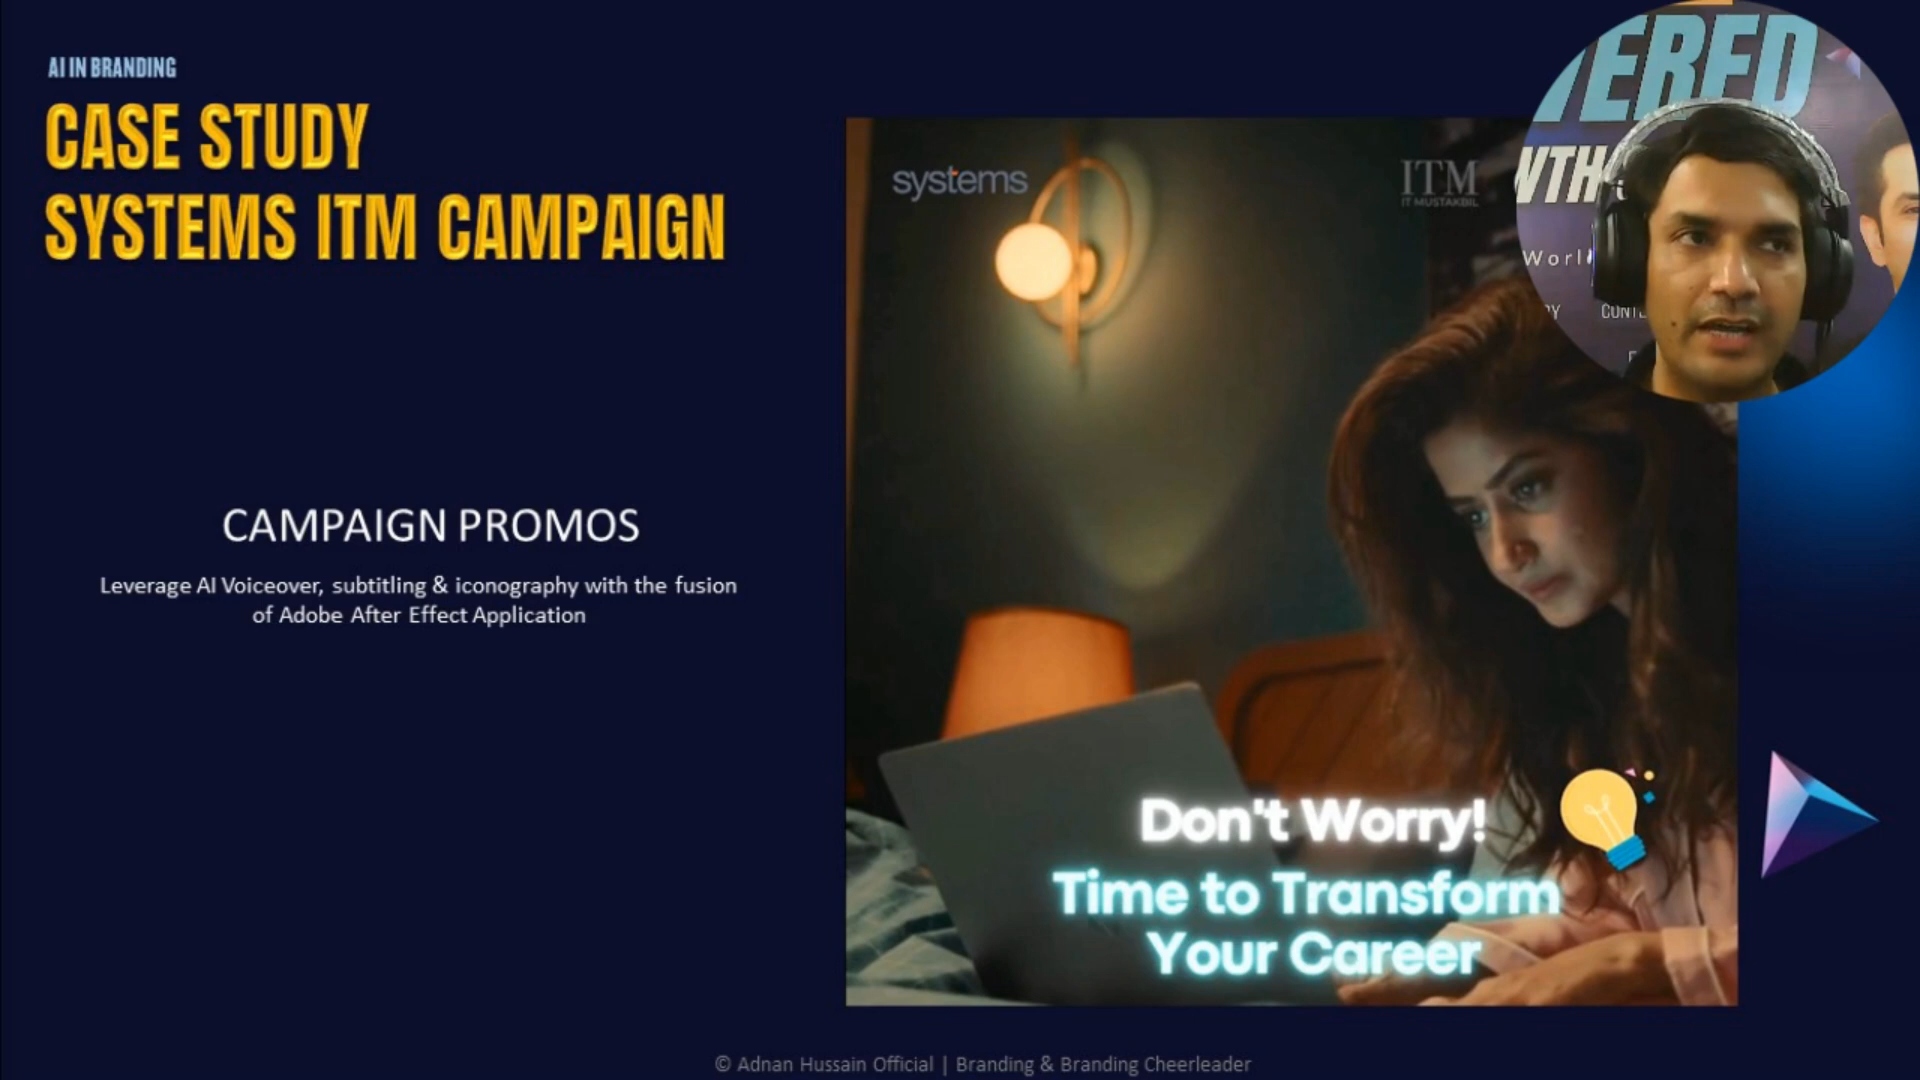 AI IN BRANDING
CASE STUDY
SYSTEMS ITM CAMPAIGN
CAMPAIGN PROMOS
Leverage AI Voiceover, subtitling & iconography with the fusion
of Adobe After Effect Application
systems
ITM
IT MUSTAKBIL
Don't Worry!
Time to Transform
Your Career
© Adnan Hussain Official | Branding & Branding Cheerleader